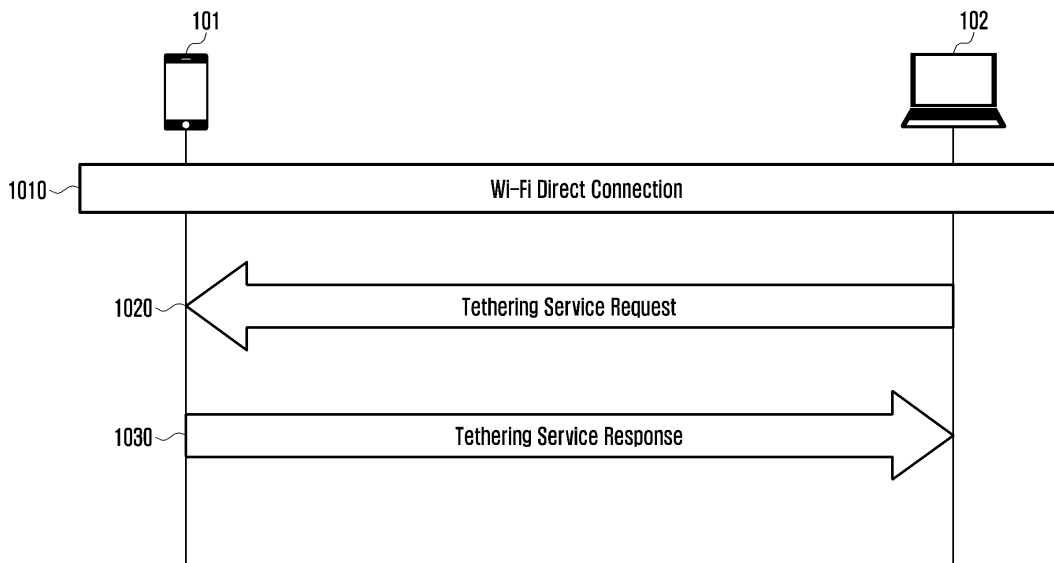 101
102
1010
Wi-Fi Direct Connection
1020
Tethering Service Request
1030
Tethering Service Response